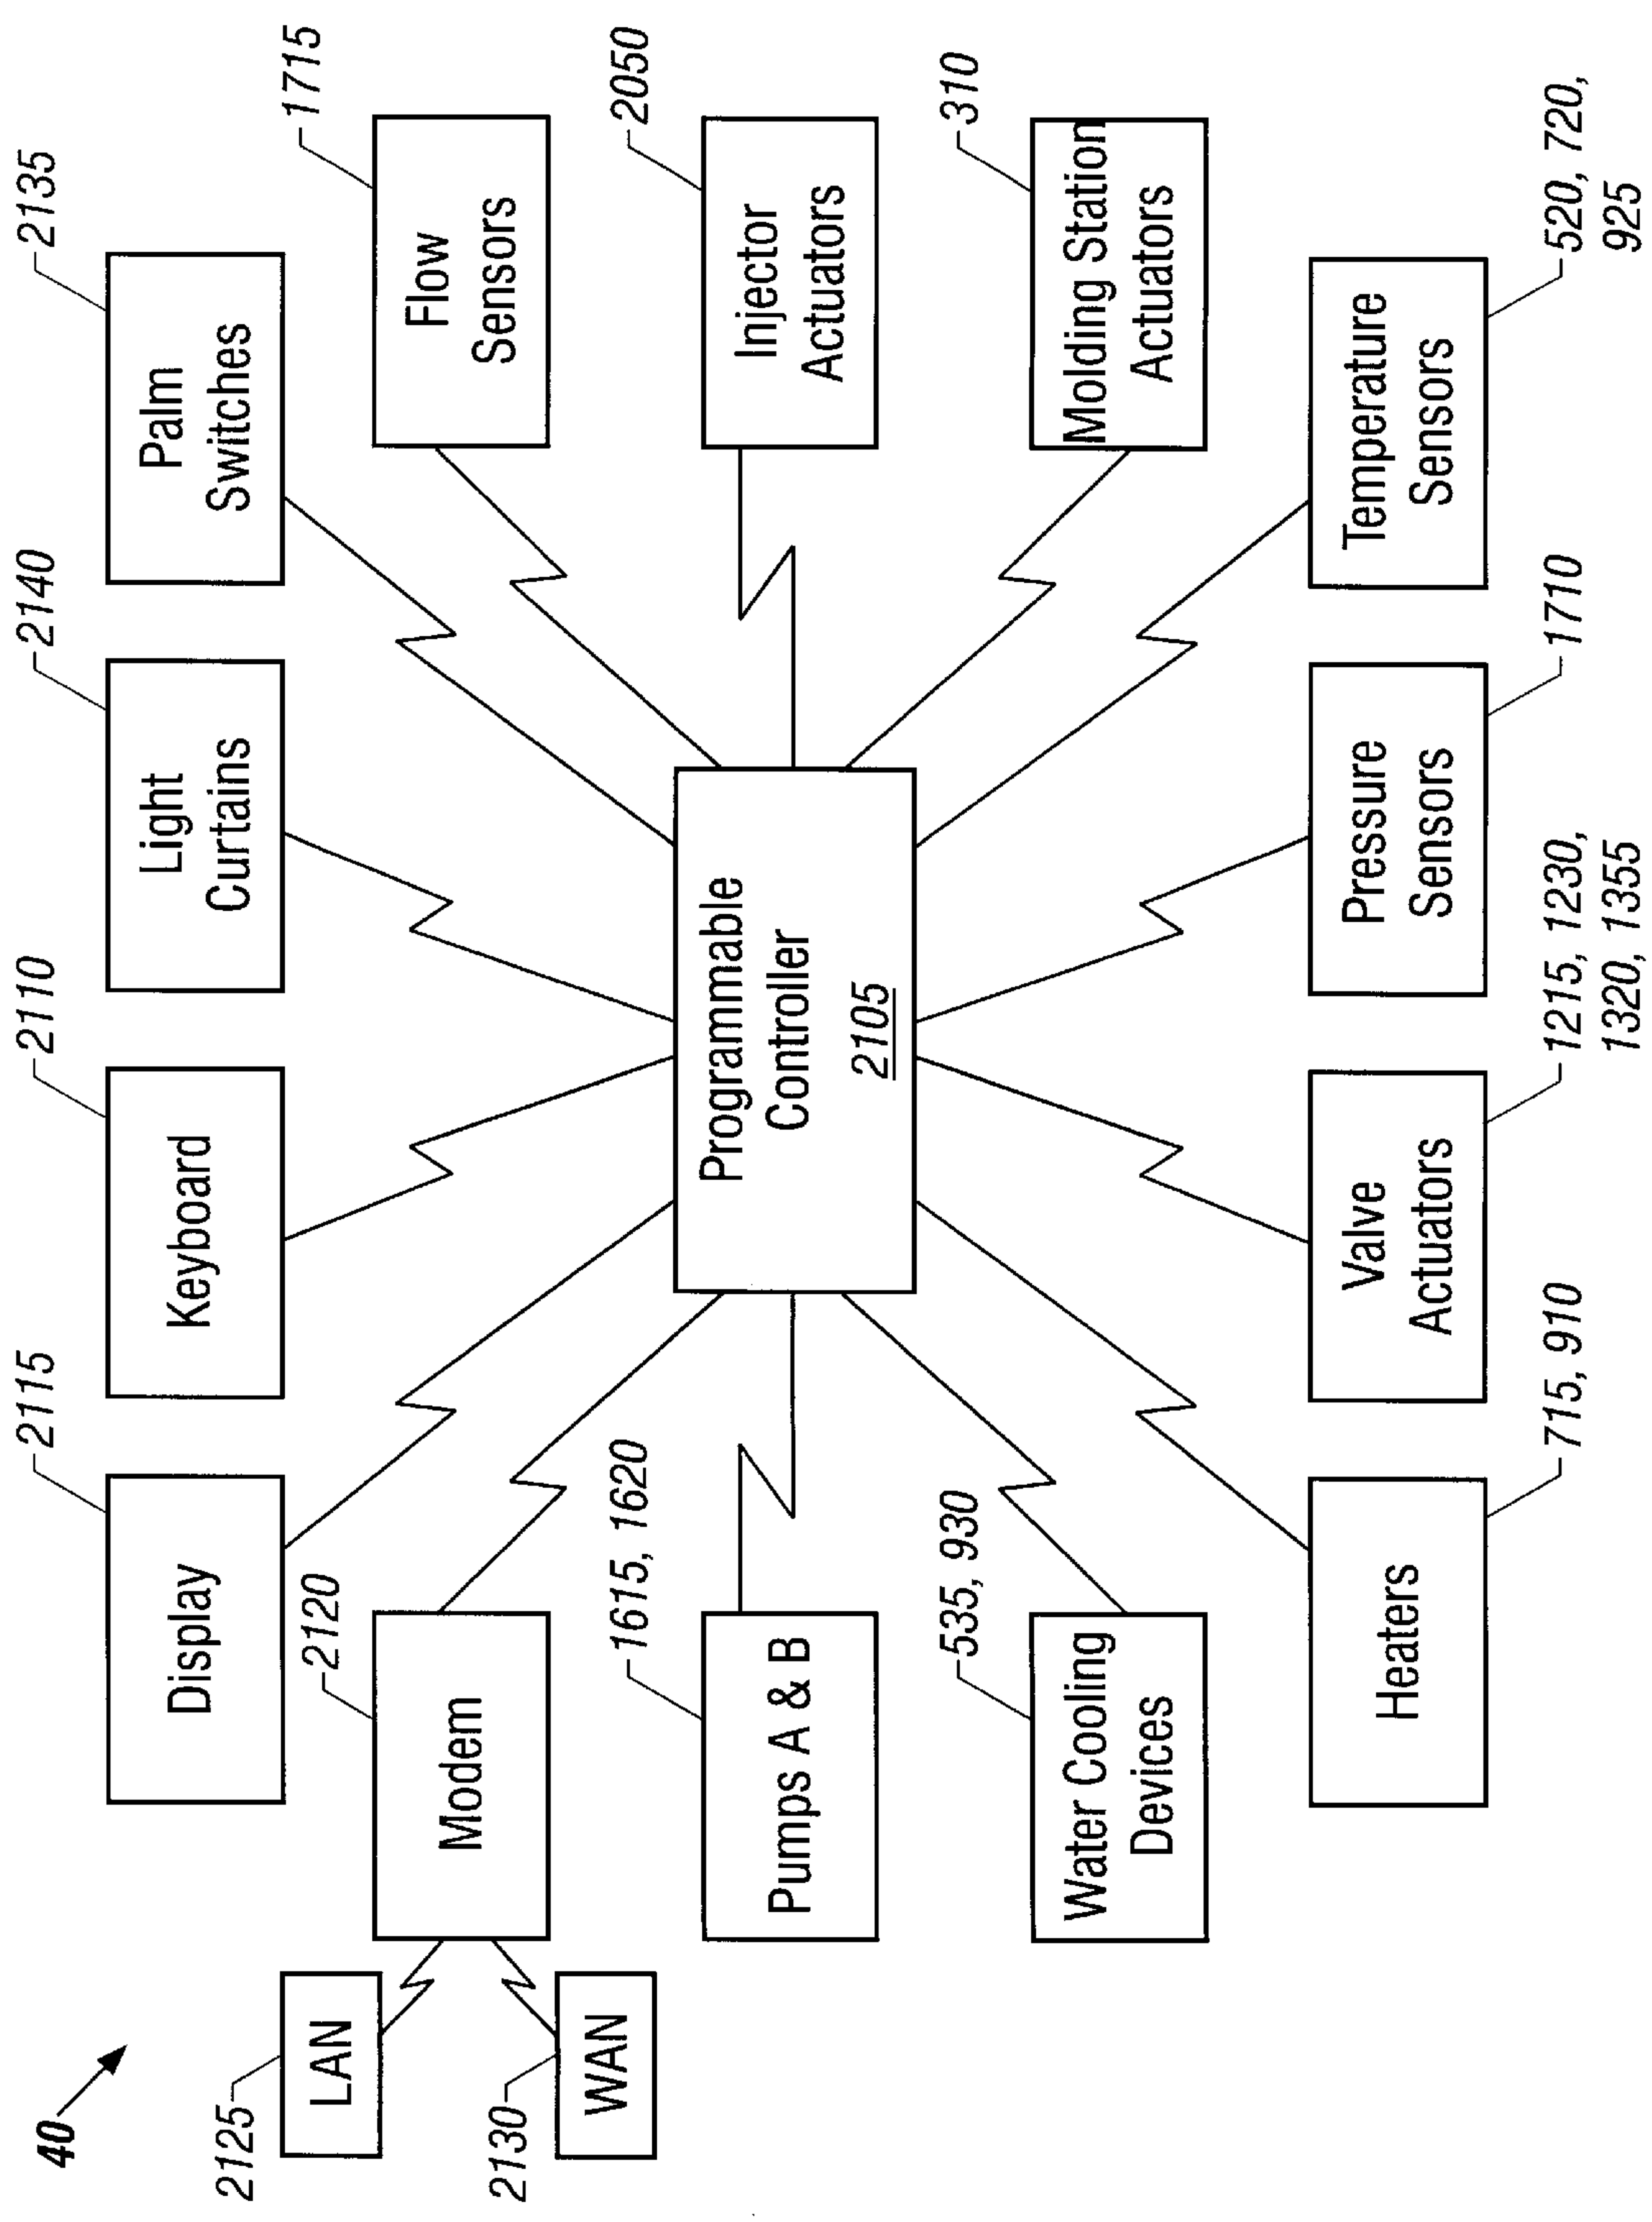 40
2115
Display
2110
Keyboard
2140
Light
Curtains
2135
Palm
Switches
2125
LAN
2130
WAN
2120
Modem
1715
Flow
Sensors
1615, 1620
Pumps A & B
Programmable
Controller
2105
2050
Injector
Actuators
535, 930
Water Cooling
Devices
310
Molding Station
Actuators
Heaters
715, 910
Valve
Actuators
1215, 1230,
1320, 1355
Pressure
Sensors
1710
Temperature
Sensors
520, 720,
925